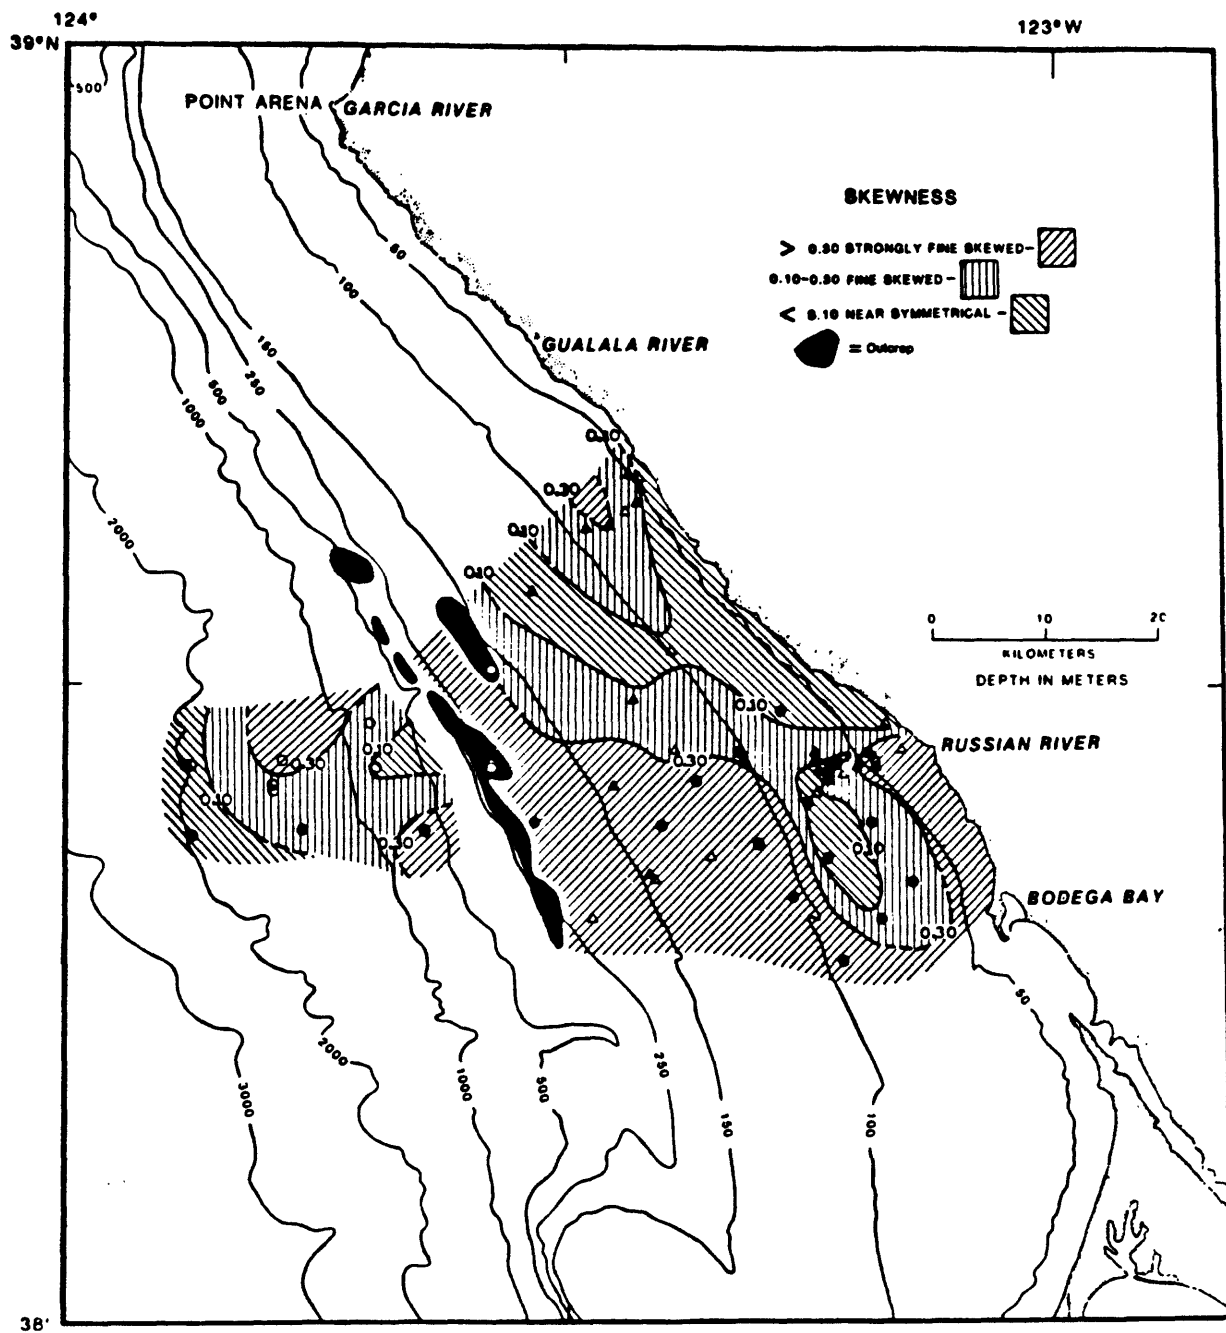 124°
123°W
39°N
500
POINT ARENA
GARCIA RIVER
SKEWNESS
> 0.30 STRONGLY FINE SKEWED-
0.10-0.30 FINE SKEWED-
< 0.10 NEAR SYMMETRICAL-
= Outcrop
50
100
GUALALA RIVER
150
250
500
1000
0.10
0.30
0.10
2000
0.10
0 10 20
KILOMETERS
DEPTH IN METERS
0.10
RUSSIAN RIVER
0.10
0.30
0.30
0.10
0.30
0.10
BODEGA BAY
0.30
50
2000
250
1000
500
3000
150
100
38'